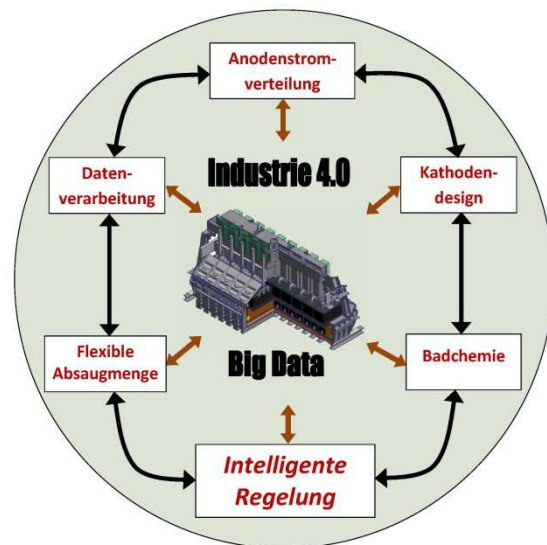 Anodenstrom-
verteilung
Industrie 4.0
Daten-
verarbeitung
Kathoden-
design
Flexible
Absaugmenge
Big Data
Badchemie
Intelligente
Regelung